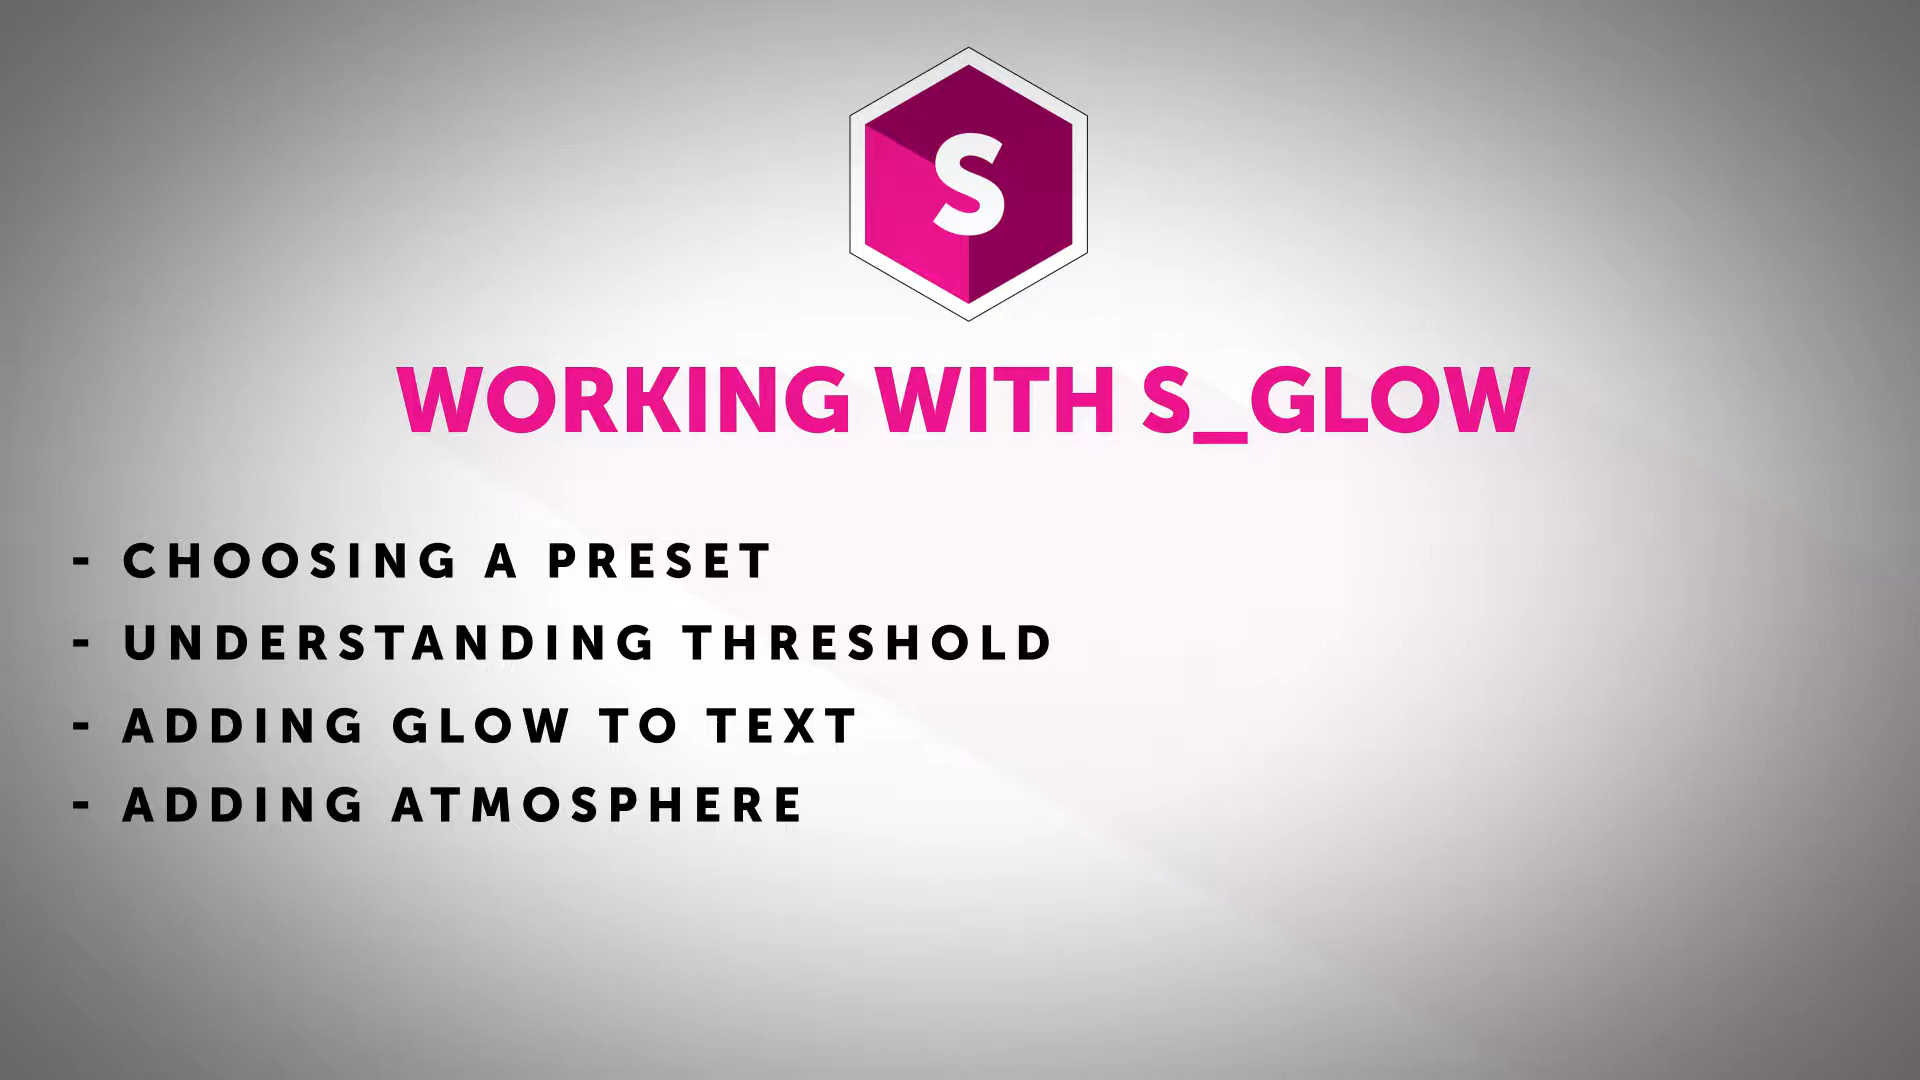 S
WORKING WITH S_GLOW
- CHOOSING A PRESET
- UNDERSTANDING THRESHOLD
- ADDING GLOW TO TEXT
- ADDING ATMOSPHERE